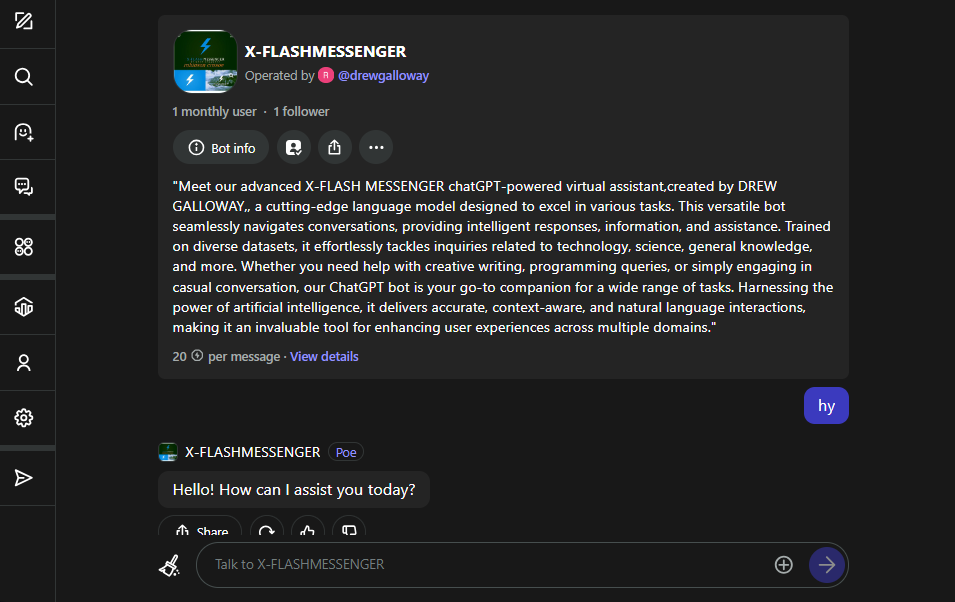 X-FLASHMESSENGER
Operated by R @drewgalloway
1 monthly user · 1 follower
Bot info
"Meet our advanced X-FLASH MESSENGER chatGPT-powered virtual assistant,created by DREW
GALLOWAY,, a cutting-edge language model designed to excel in various tasks. This versatile bot
seamlessly navigates conversations, providing intelligent responses, information, and assistance. Trained
on diverse datasets, it effortlessly tackles inquiries related to technology, science, general knowledge,
and more. Whether you need help with creative writing, programming queries, or simply engaging in
casual conversation, our ChatGPT bot is your go-to companion for a wide range of tasks. Harnessing the
power of artificial intelligence, it delivers accurate, context-aware, and natural language interactions,
making it an invaluable tool for enhancing user experiences across multiple domains."
20 per message · View details
hy
X-FLASHMESSENGER Poe
Hello! How can I assist you today?
Share
Talk to X-FLASHMESSENGER